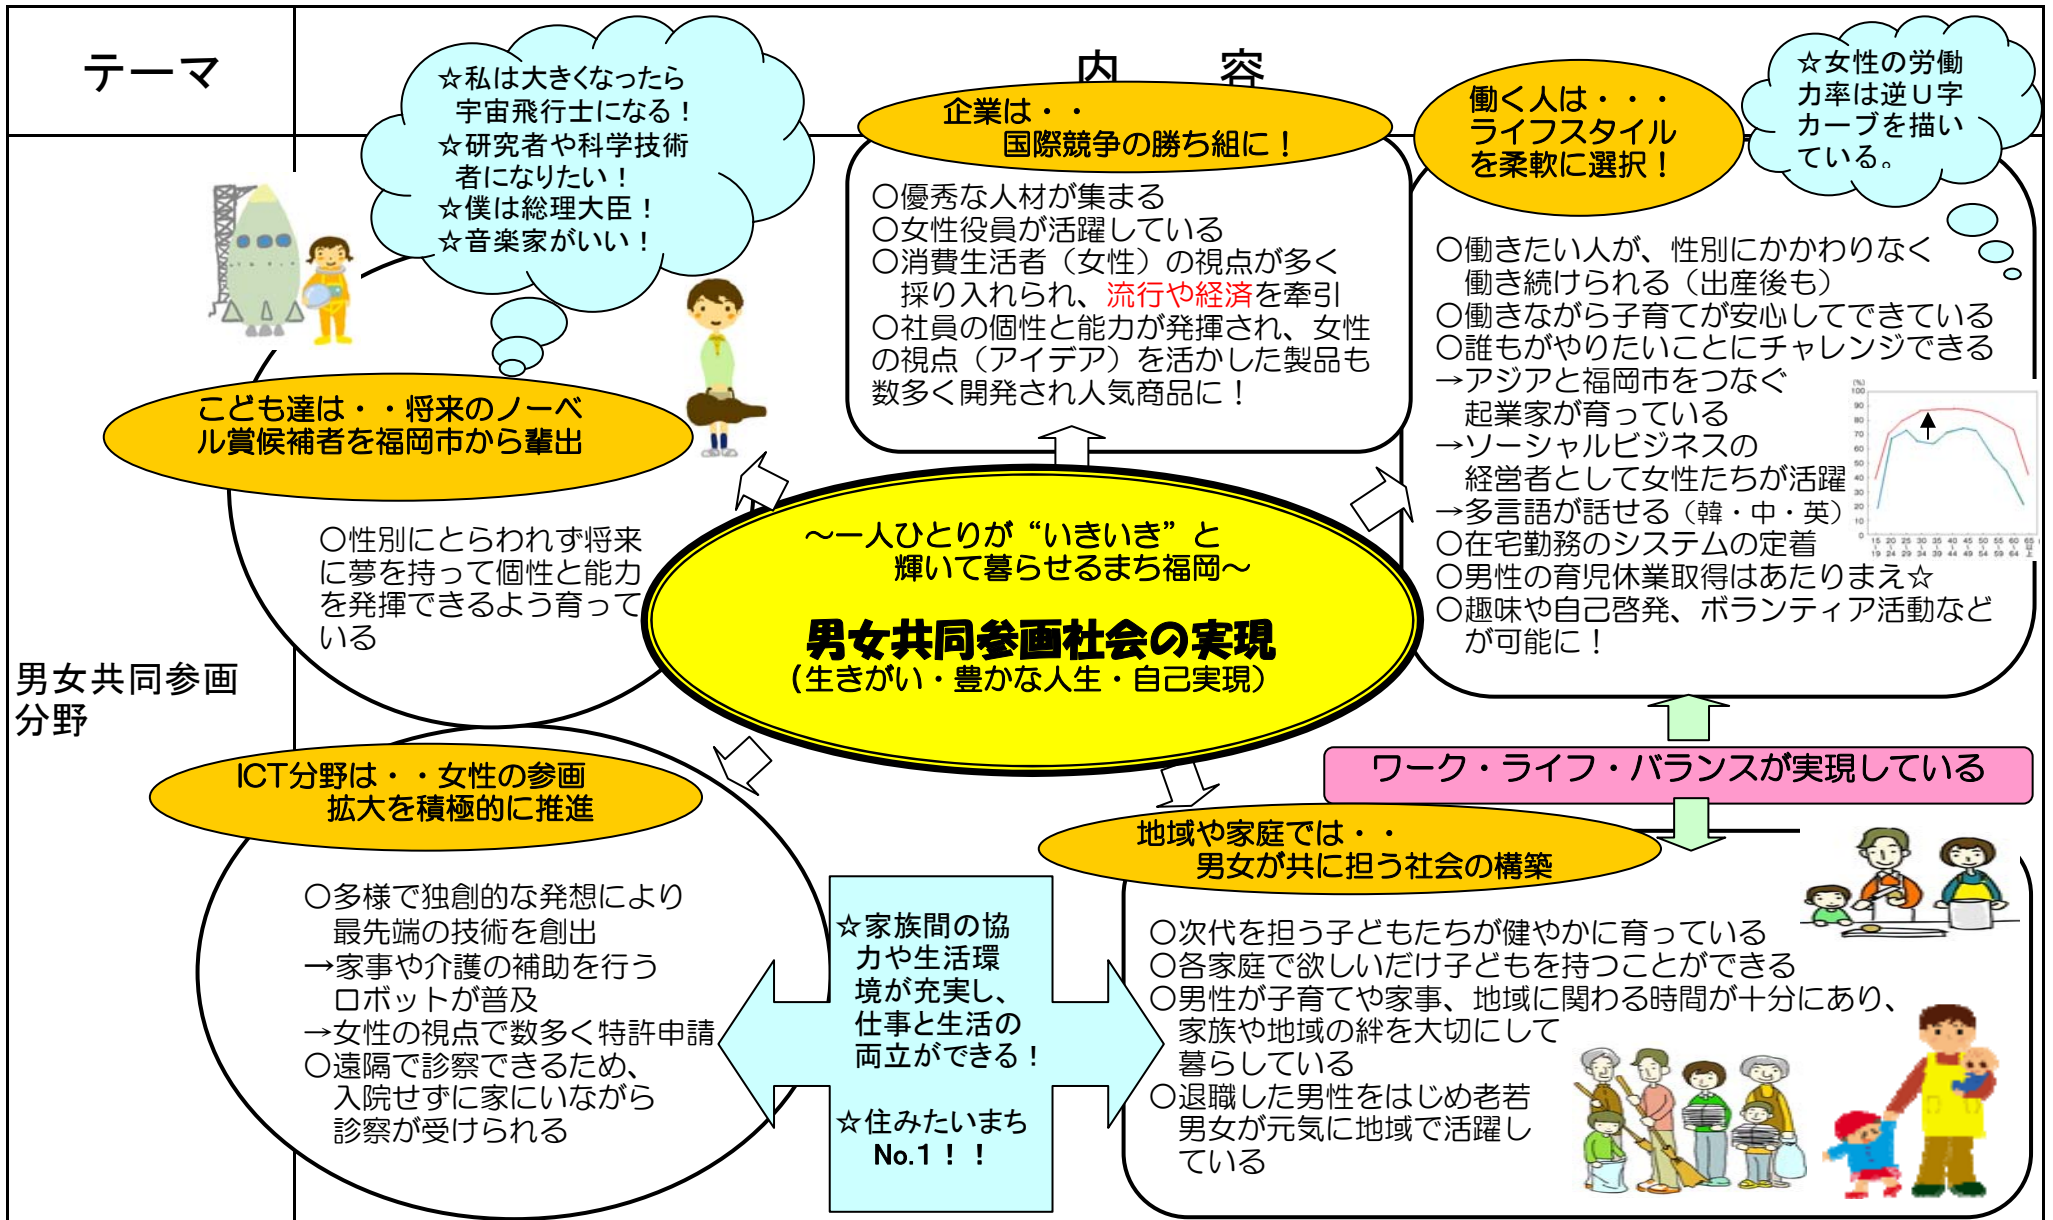 テーマ
内　　容
☆私は大きくなったら
宇宙飛行士になる！
☆研究者や科学技術
者になりたい！
☆僕は総理大臣！
☆音楽家がいい！
こども達は・・将来のノーベ
ル賞候補者を福岡市から輩出
○性別にとらわれず将来
に夢を持って個性と能力
を発揮できるよう育って
いる
企業は・・
国際競争の勝ち組に！
○優秀な人材が集まる
○女性役員が活躍している
○消費生活者（女性）の視点が多く
採り入れられ、流行や経済を牽引
○社員の個性と能力が発揮され、女性
の視点（アイデア）を活かした製品も
数多く開発され人気商品に！
働く人は・・・
ライフスタイル
を柔軟に選択！
☆女性の労働
力率は逆Ｕ字
カーブを描い
ている。
○働きたい人が、性別にかかわりなく
働き続けられる（出産後も）
○働きながら子育てが安心してできている
○誰もがやりたいことにチャレンジできる
→アジアと福岡市をつなぐ
起業家が育っている
→ソーシャルビジネスの
経営者として女性たちが活躍
→多言語が話せる（韓・中・英）
○在宅勤務のシステムの定着
○男性の育児休業取得はあたりまえ☆
○趣味や自己啓発、ボランティア活動など
が可能に！
(%)
100
90
80
70
60
50
40
30
20
10
0
15 20 25 30 35 40 45 50 55 60 65
19 24 29 34 39 44 49 54 59 64 以上
男女共同参画
分野
～一人ひとりが“いきいき”と
輝いて暮らせるまち福岡～
男女共同参画社会の実現
（生きがい・豊かな人生・自己実現）
ワーク・ライフ・バランスが実現している
ICT分野は・・女性の参画
拡大を積極的に推進
○多様で独創的な発想により
最先端の技術を創出
→家事や介護の補助を行う
ロボットが普及
→女性の視点で数多く特許申請
○遠隔で診察できるため、
入院せずに家にいながら
診察が受けられる
☆家族間の協
力や生活環
境が充実し、
仕事と生活の
両立ができる！
☆住みたいまち
No.1！！
地域や家庭では・・
男女が共に担う社会の構築
○次代を担う子どもたちが健やかに育っている
○各家庭で欲しいだけ子どもを持つことができる
○男性が子育てや家事、地域に関わる時間が十分にあり、
家族や地域の絆を大切にして
暮らしている
○退職した男性をはじめ老若
男女が元気に地域で活躍し
ている